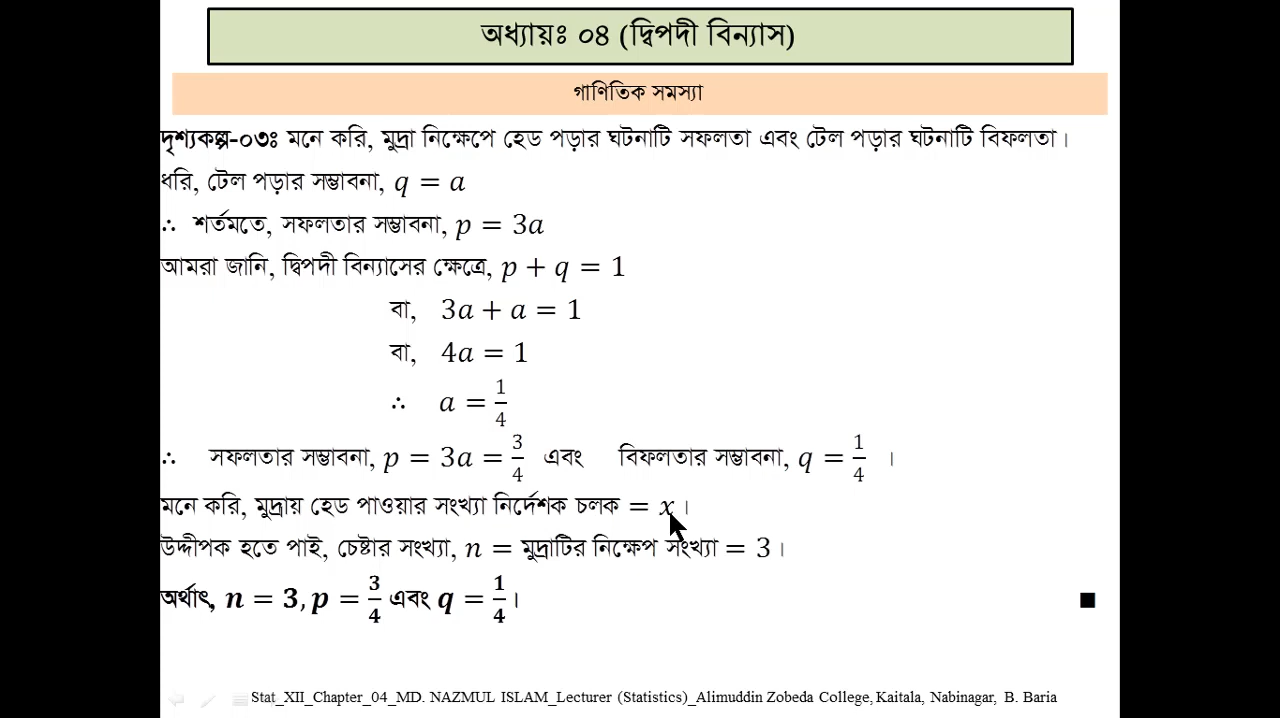 অধ্যায়ঃ ০৪ (দ্বিপদী বিন্যাস)
গাণিতিক সমস্যা
দৃশ্যকল্প-০৩ঃ মনে করি, মুদ্রা নিক্ষেপে হেড পড়ার ঘটনাটি সফলতা এবং টেল পড়ার ঘটনাটি বিফলতা।
ধরি, টেল পড়ার সম্ভাবনা, q = a
∴ শর্তমতে, সফলতার সম্ভাবনা, p = 3a
আমরা জানি, দ্বিপদী বিন্যাসের ক্ষেত্রে, p + q = 1
বা, 3a + a = 1
বা, 4a = 1
∴ a = 1/4
∴ সফলতার সম্ভাবনা, p = 3a = 3/4 এবং বিফলতার সম্ভাবনা, q = 1/4 ।
মনে করি, মুদ্রায় হেড পাওয়ার সংখ্যা নির্দেশক চলক = x।
উদ্দীপক হতে পাই, চেষ্টার সংখ্যা, n = মুদ্রাটির নিক্ষেপ সংখ্যা = 3।
অর্থাৎ, n = 3, p = 3/4 এবং q = 1/4। ■
Stat_XII_Chapter_04_MD. NAZMUL ISLAM_Lecturer (Statistics)_Alimuddin Zobeda College, Kaitala, Nabinagar, B. Baria